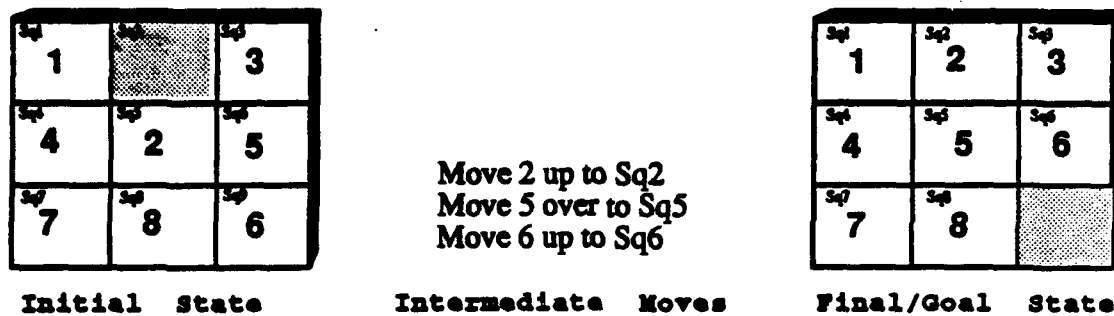 Sq1 Sq2 Sq3
1 3
Sq4 Sq5 Sq6
4 2 5
Sq7 Sq8 Sq9
7 8 6
Initial State
Move 2 up to Sq2
Move 5 over to Sq5
Move 6 up to Sq6
Intermediate Moves
Sq1 Sq2 Sq3
1 2 3
Sq4 Sq5 Sq6
4 5 6
Sq7 Sq8
7 8
Final/Goal State